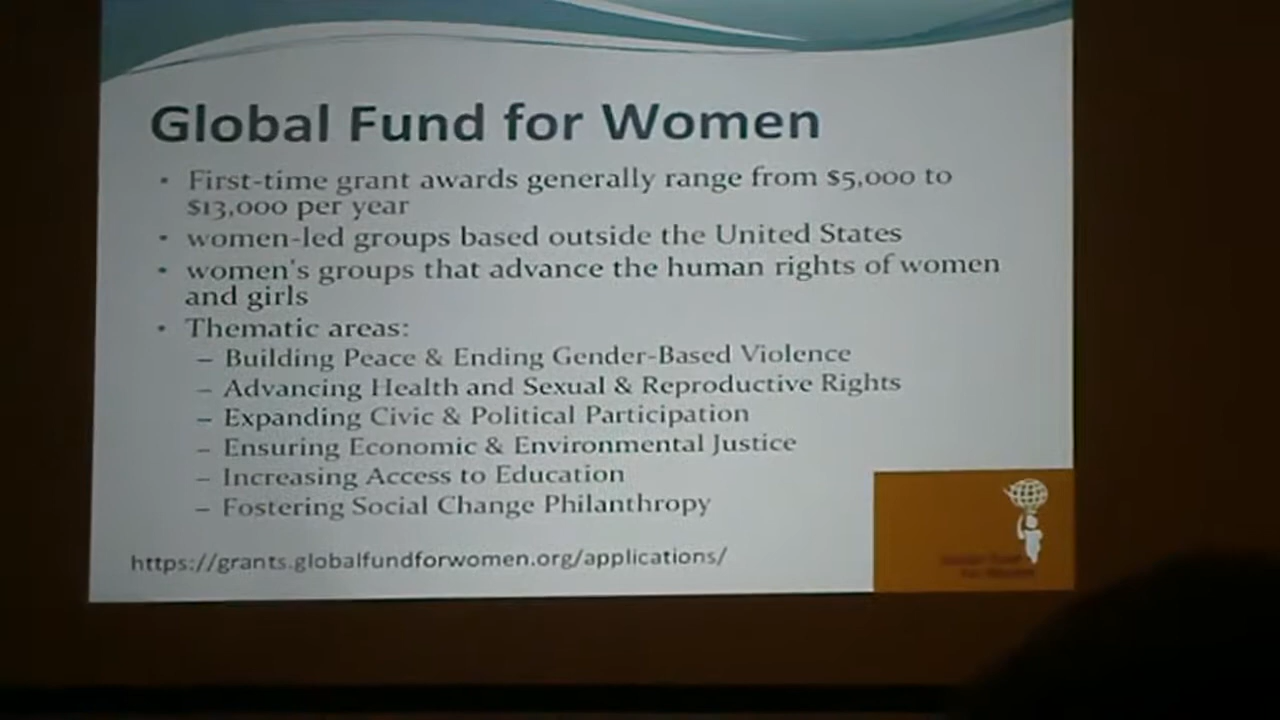 Global Fund for Women
• First-time grant awards generally range from $5,000 to
$13,000 per year
• women-led groups based outside the United States
• women's groups that advance the human rights of women
and girls
• Thematic areas:
– Building Peace & Ending Gender-Based Violence
– Advancing Health and Sexual & Reproductive Rights
– Expanding Civic & Political Participation
– Ensuring Economic & Environmental Justice
– Increasing Access to Education
– Fostering Social Change Philanthropy
https://grants.globalfundforwomen.org/applications/